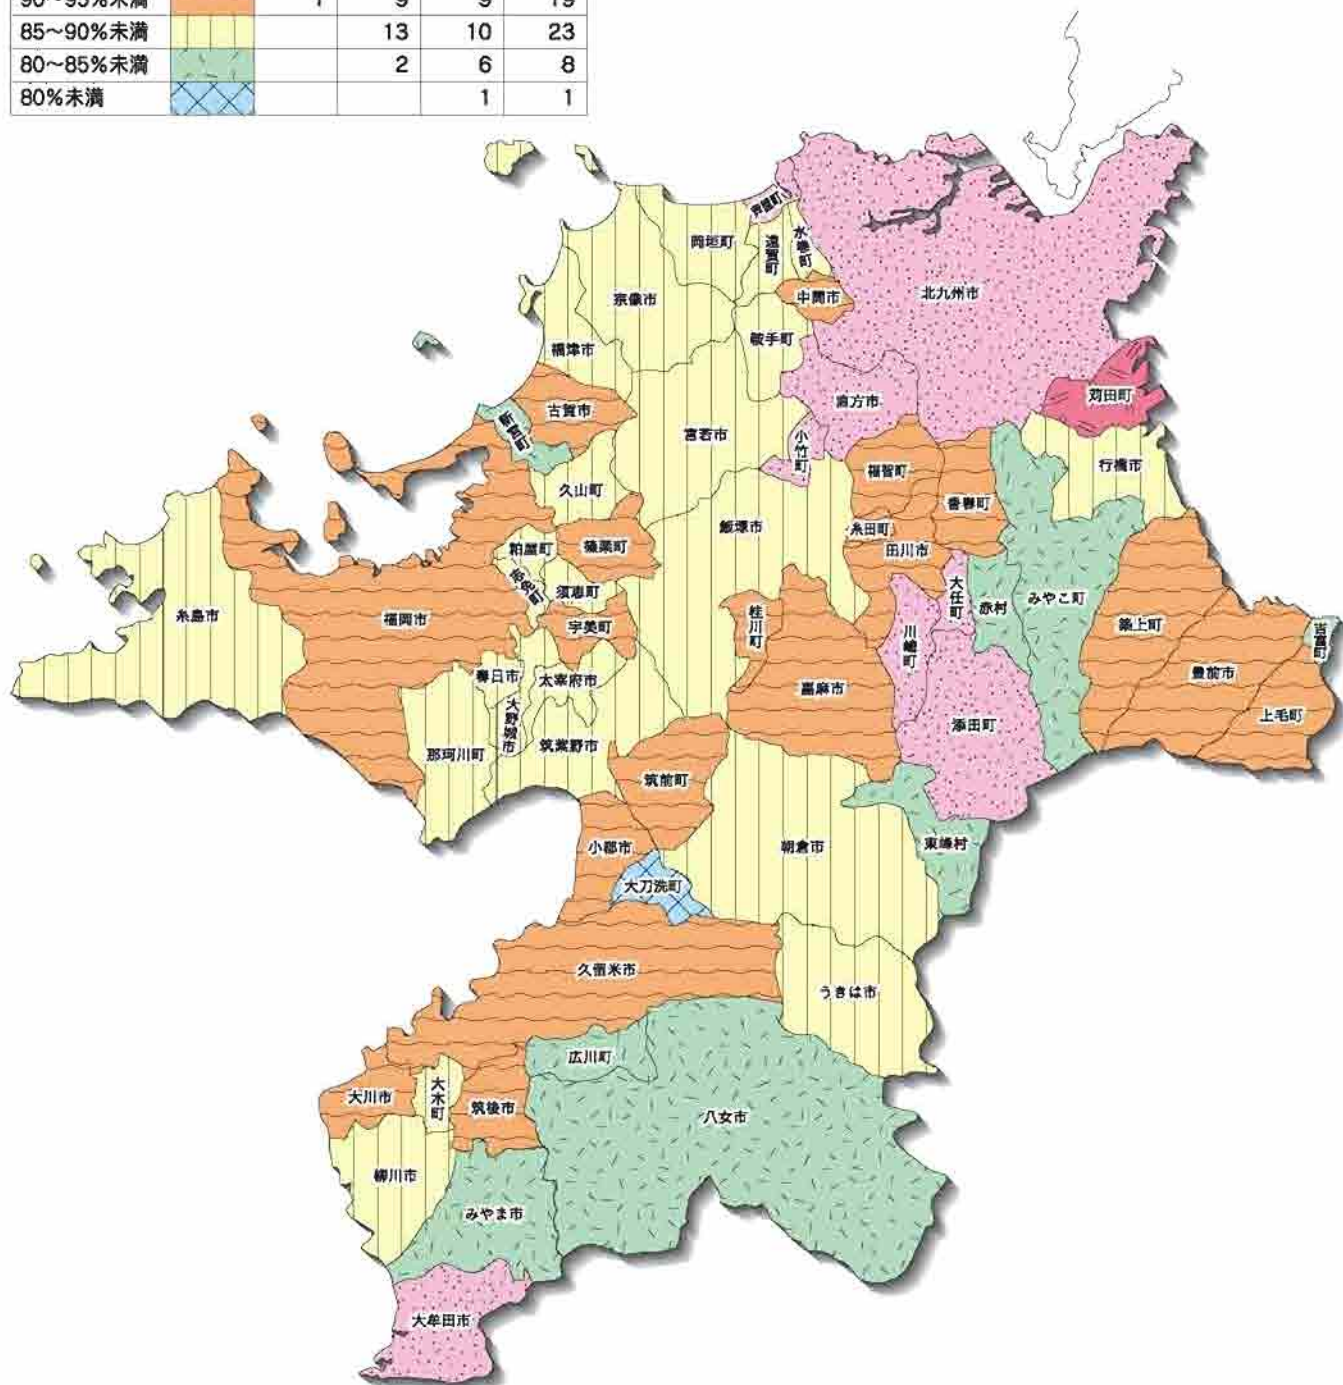 90～95%未満 1 9 9 19
85～90%未満 13 10 23
80～85%未満 2 6 8
80%未満 1 1
芦屋町
岡垣町
遠賀町
水巻町
宗像市
中間市
北九州市
鞍手町
福津市
直方市
苅田町
古賀市
新宮町
宮若市
小竹町
行橋市
福智町
久山町
香春町
飯塚市
糸田町
粕屋町
篠栗町
田川市
志免町
須恵町
大任町
赤村
みやこ町
糸島市
福岡市
宇美町
桂川町
川崎町
築上町
吉富町
春日市
太宰府市
嘉麻市
豊前市
大野城市
添田町
上毛町
那珂川町
筑紫野市
筑前町
小郡市
朝倉市
東峰村
大刀洗町
久留米市
うきは市
広川町
大川市
大木町
筑後市
八女市
柳川市
みやま市
大牟田市